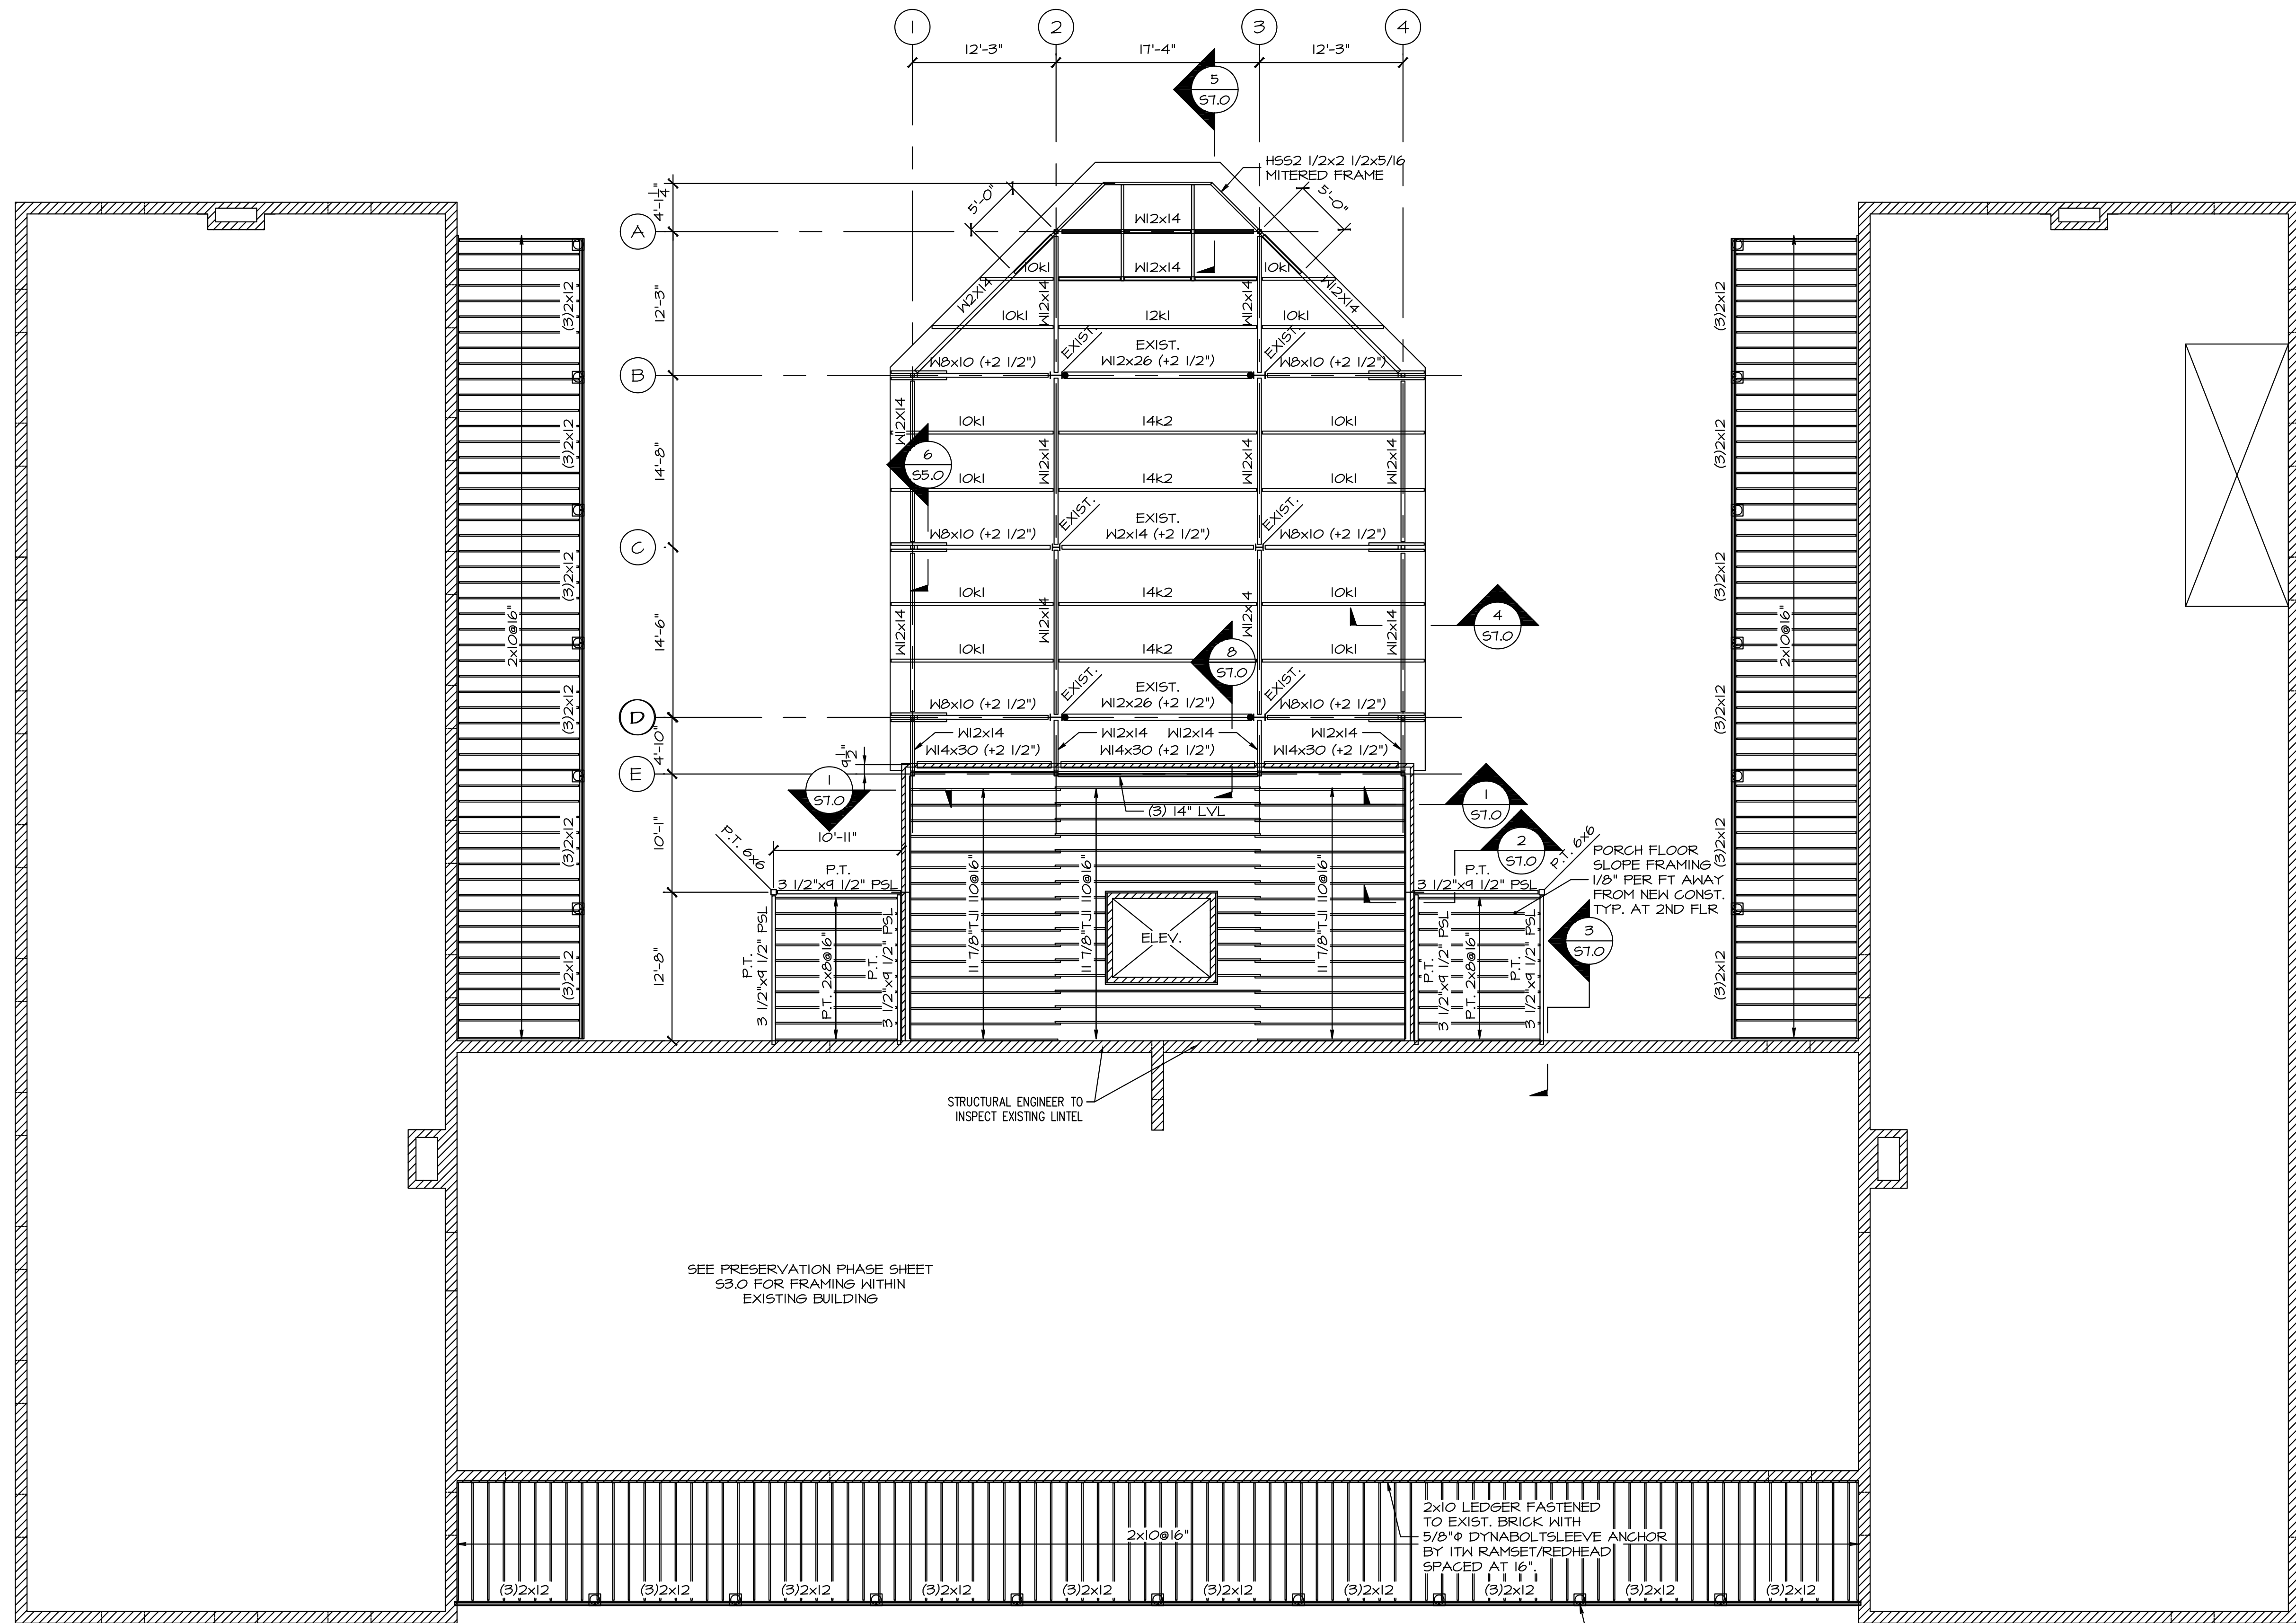 1 2 3 4
12'-3" 17'-4" 12'-3"
5
S7.0
HSS2 1/2x2 1/2x5/16
MITERED FRAME
4'-1 1/4"
5'-0" 5'-0"
A
W12x14
10k1 W12x14 10k1
W2x14 W12x14 W12x14 W12X14
12'-3"
10k1 12k1 10k1
EXIST. EXIST. EXIST.
W8x10 (+2 1/2") W12x26 (+2 1/2") W8x10 (+2 1/2")
B
W12x14
10k1 14k2 10k1
14'-8"
W12x14 W12x14 W12x14
6
S5.0
10k1 14k2 10k1
EXIST. EXIST. EXIST.
W8x10 (+2 1/2") W2x14 (+2 1/2") W8x10 (+2 1/2")
C
10k1 14k2 10k1
14'-6"
W12x14 W12x14 W12x14 W12x14
4
S7.0
10k1 14k2 10k1
8
S7.0
EXIST. EXIST. EXIST.
W8x10 (+2 1/2") W12x26 (+2 1/2") W8x10 (+2 1/2")
D
W12x14 W12x14 W12x14 W12x14
W14x30 (+2 1/2") W14x30 (+2 1/2") W14x30 (+2 1/2")
4'-10"
9 1/2"
E
1
S7.0
(3) 14" LVL
1
S7.0
2
S7.0
10'-1"
10'-11"
P.T. 6x6
P.T.
3 1/2"x9 1/2" PSL
P.T.
3 1/2"x9 1/2" PSL
P.T. 6x6
PORCH FLOOR
SLOPE FRAMING
1/8" PER FT AWAY
FROM NEW CONST.
TYP. AT 2ND FLR
3
S7.0
12'-8"
P.T.
3 1/2"x9 1/2" PSL
P.T. 2x8@16"
P.T.
3 1/2"x9 1/2" PSL
11 7/8"TJI 110@16"
11 7/8"TJI 110@16"
ELEV.
11 7/8"TJI 110@16"
P.T.
3 1/2"x9 1/2" PSL
P.T. 2x8@16"
P.T.
3 1/2"x9 1/2" PSL
2x10@16"
(3)2x12
(3)2x12
(3)2x12
(3)2x12
(3)2x12
(3)2x12
(3)2x12
(3)2x12
(3)2x12
(3)2x12
(3)2x12
(3)2x12
2x10@16"
STRUCTURAL ENGINEER TO
INSPECT EXISTING LINTEL
SEE PRESERVATION PHASE SHEET
S3.0 FOR FRAMING WITHIN
EXISTING BUILDING
2x10@16"
2x10 LEDGER FASTENED
TO EXIST. BRICK WITH
5/8"Φ DYNABOLTSLEEVE ANCHOR
BY ITW RAMSET/REDHEAD
SPACED AT 16".
(3)2x12 (3)2x12 (3)2x12 (3)2x12 (3)2x12 (3)2x12 (3)2x12 (3)2x12 (3)2x12 (3)2x12